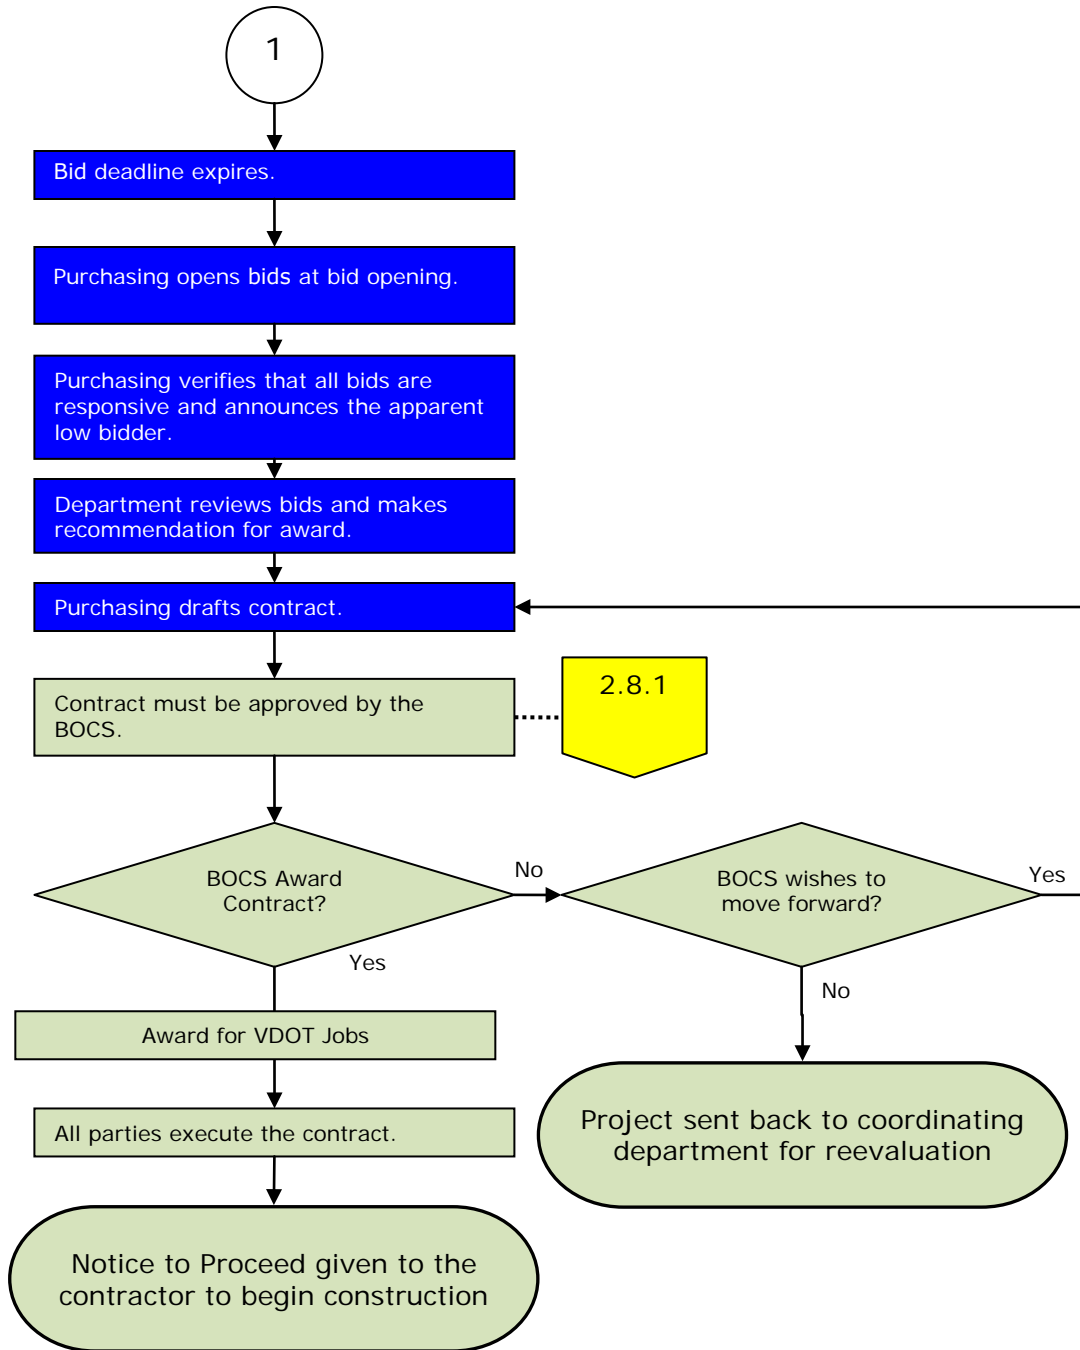 1
Bid deadline expires.
Purchasing opens bids at bid opening.
Purchasing verifies that all bids are
responsive and announces the apparent
low bidder.
Department reviews bids and makes
recommendation for award.
Purchasing drafts contract.
Contract must be approved by the
BOCS.
2.8.1
BOCS Award
Contract?
No
BOCS wishes to
move forward?
Yes
Yes
No
Award for VDOT Jobs
All parties execute the contract.
Project sent back to coordinating
department for reevaluation
Notice to Proceed given to the
contractor to begin construction